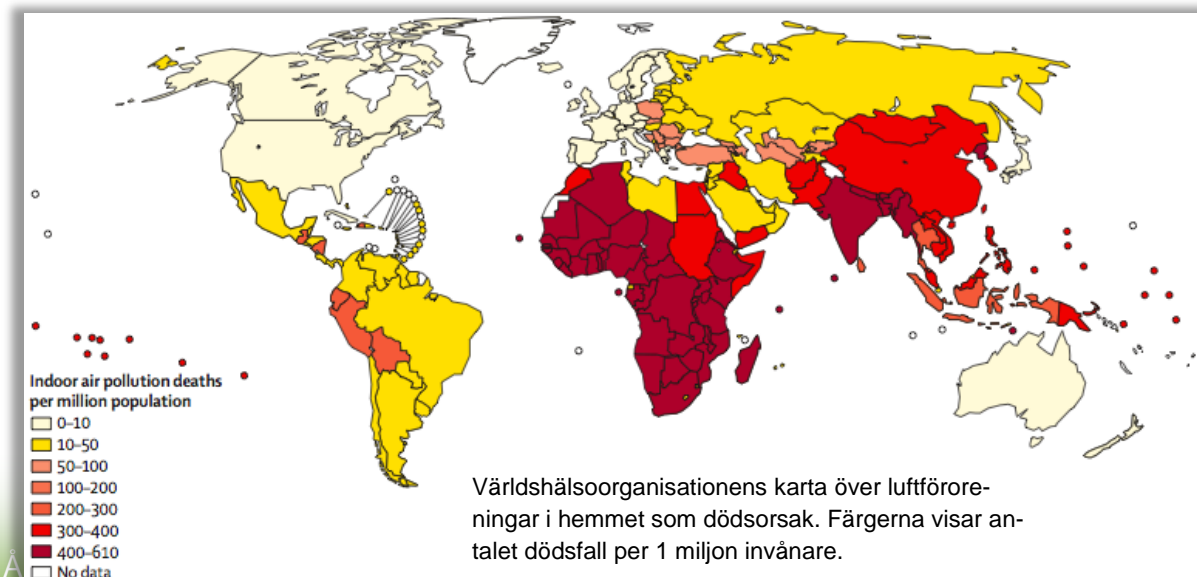 Indoor air pollution deaths
per million population
0–10
10–50
50–100
100–200
200–300
300–400
400–610
No data
Världshälsoorganisationens karta över luftförore-
ningar i hemmet som dödsorsak. Färgerna visar an-
talet dödsfall per 1 miljon invånare.
Å